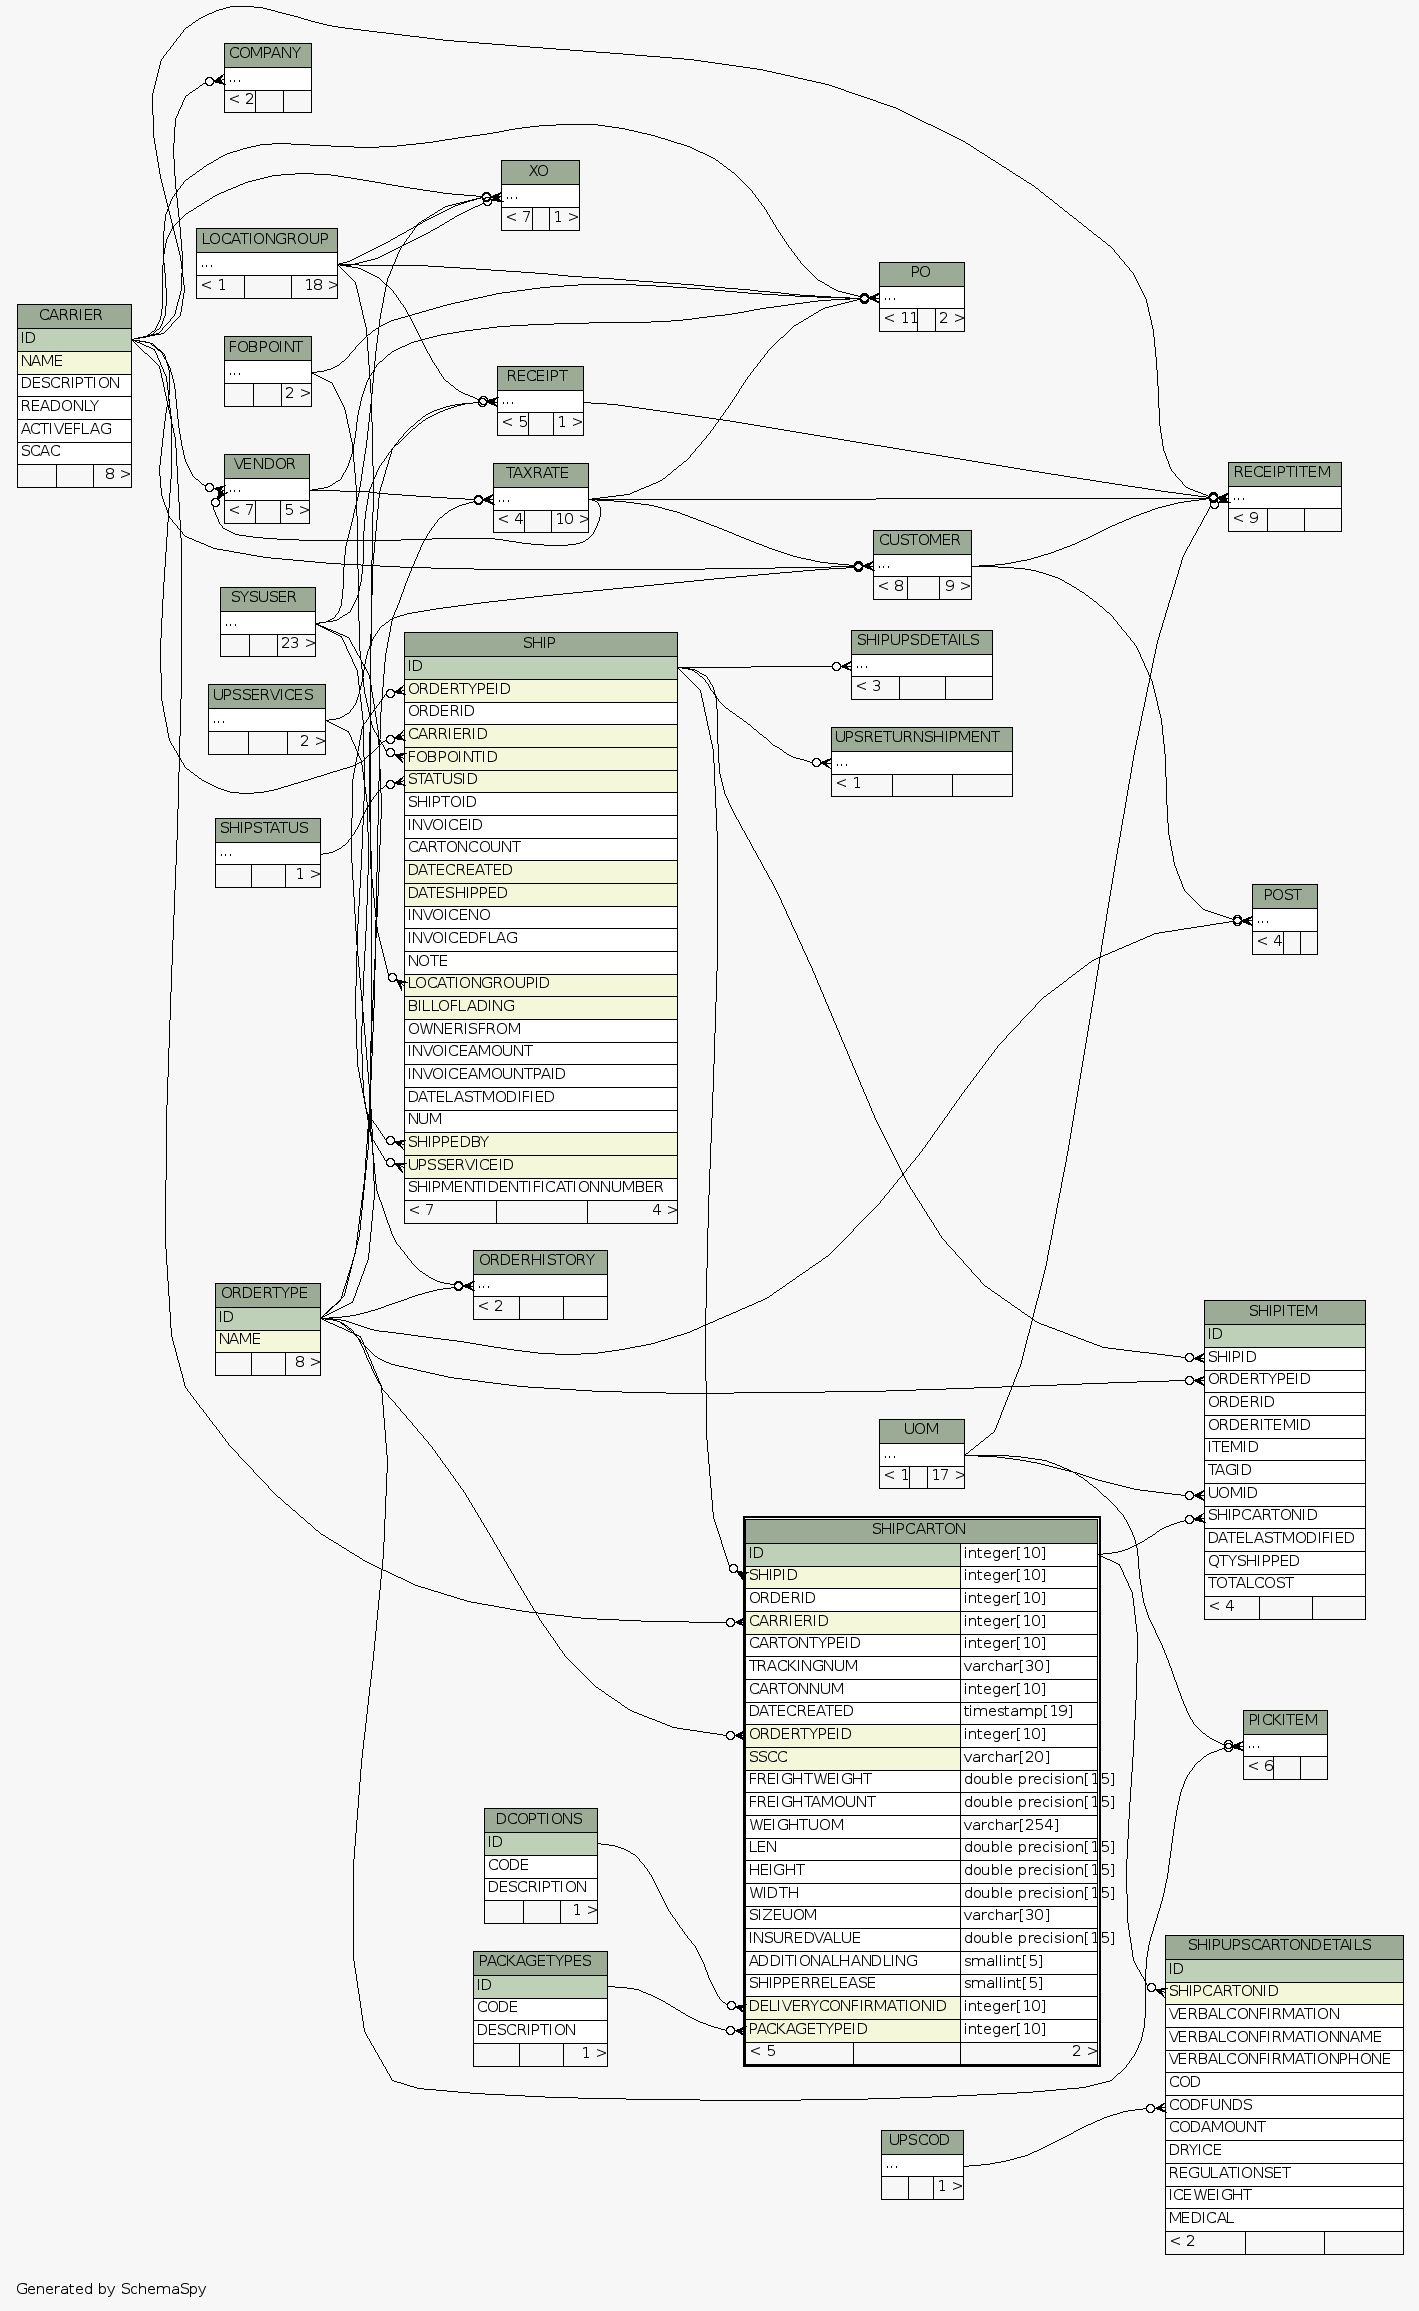 COMPANY
...
< 2
XO
...
< 7 1 >
LOCATIONGROUP
...
< 1 18 >
PO
...
< 11 2 >
CARRIER
ID
NAME
DESCRIPTION
READONLY
ACTIVEFLAG
SCAC
8 >
FOBPOINT
...
2 >
RECEIPT
...
< 5 1 >
VENDOR
...
< 7 5 >
TAXRATE
...
< 4 10 >
RECEIPTITEM
...
< 9
CUSTOMER
...
< 8 9 >
SYSUSER
...
23 >
UPSSERVICES
...
2 >
SHIPSTATUS
...
1 >
SHIP
ID
ORDERTYPEID
ORDERID
CARRIERID
FOBPOINTID
STATUSID
SHIPTOID
INVOICEID
CARTONCOUNT
DATECREATED
DATESHIPPED
INVOICENO
INVOICEDFLAG
NOTE
LOCATIONGROUPID
BILLOFLADING
OWNERISFROM
INVOICEAMOUNT
INVOICEAMOUNTPAID
DATELASTMODIFIED
NUM
SHIPPEDBY
UPSSERVICEID
SHIPMENTIDENTIFICATIONNUMBER
< 7 4 >
SHIPUPSDETAILS
...
< 3
UPSRETURNSHIPMENT
...
< 1
POST
...
< 4
ORDERHISTORY
...
< 2
ORDERTYPE
ID
NAME
8 >
SHIPITEM
ID
SHIPID
ORDERTYPEID
ORDERID
ORDERITEMID
ITEMID
TAGID
UOMID
SHIPCARTONID
DATELASTMODIFIED
QTYSHIPPED
TOTALCOST
< 4
UOM
...
< 1 17 >
SHIPCARTON
ID integer[10]
SHIPID integer[10]
ORDERID integer[10]
CARRIERID integer[10]
CARTONTYPEID integer[10]
TRACKINGNUM varchar[30]
CARTONNUM integer[10]
DATECREATED timestamp[19]
ORDERTYPEID integer[10]
SSCC varchar[20]
FREIGHTWEIGHT double precision[15]
FREIGHTAMOUNT double precision[15]
WEIGHTUOM varchar[254]
LEN double precision[15]
HEIGHT double precision[15]
WIDTH double precision[15]
SIZEUOM varchar[30]
INSUREDVALUE double precision[15]
ADDITIONALHANDLING smallint[5]
SHIPPERRELEASE smallint[5]
DELIVERYCONFIRMATIONID integer[10]
PACKAGETYPEID integer[10]
< 5 2 >
PICKITEM
...
< 6
DCOPTIONS
ID
CODE
DESCRIPTION
1 >
PACKAGETYPES
ID
CODE
DESCRIPTION
1 >
SHIPUPSCARTONDETAILS
ID
SHIPCARTONID
VERBALCONFIRMATION
VERBALCONFIRMATIONNAME
VERBALCONFIRMATIONPHONE
COD
CODFUNDS
CODAMOUNT
DRYICE
REGULATIONSET
ICEWEIGHT
MEDICAL
< 2
UPSCOD
...
1 >
Generated by SchemaSpy